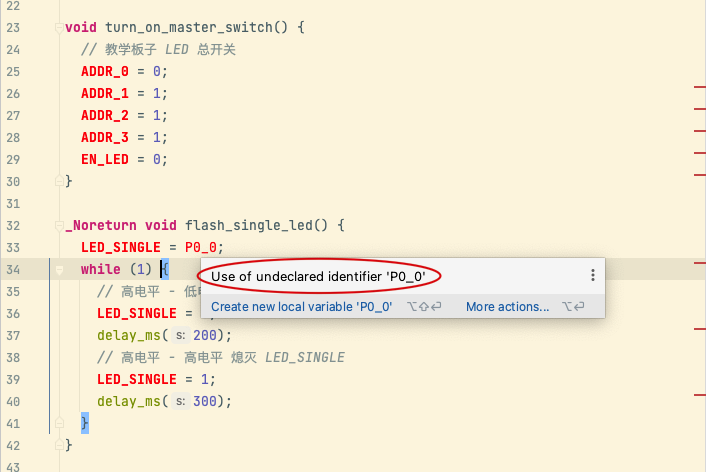 22
23 void turn_on_master_switch() {
24 // 教学板子 LED 总开关
25 ADDR_0 = 0;
26 ADDR_1 = 1;
27 ADDR_2 = 1;
28 ADDR_3 = 1;
29 EN_LED = 0;
30 }
31
32 _Noreturn void flash_single_led() {
33 LED_SINGLE = P0_0;
34 while (1) {
Use of undeclared identifier 'P0_0'
Create new local variable 'P0_0' ⌥⇧⏎ More actions... ⌥⏎
35 // 高电平 - 低
36 LED_SINGLE =
37 delay_ms( s: 200);
38 // 高电平 - 高电平 熄灭 LED_SINGLE
39 LED_SINGLE = 1;
40 delay_ms( s: 300);
41 }
42 }
43